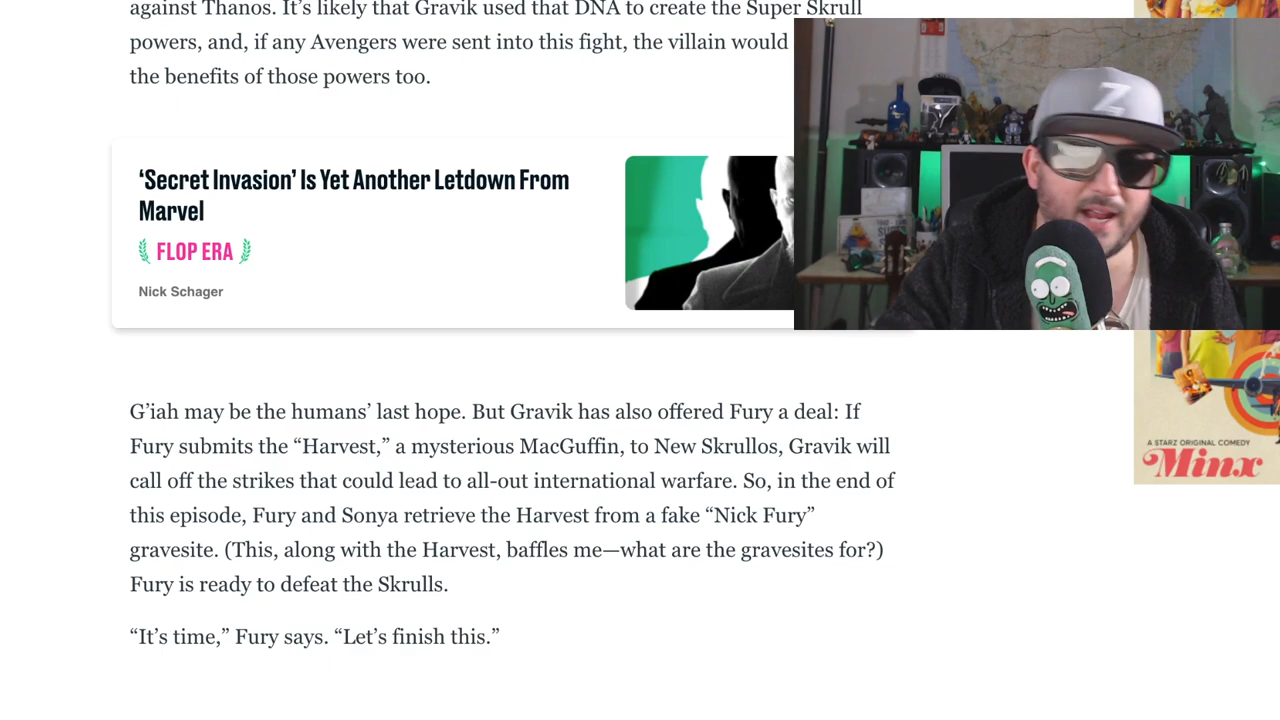 against Thanos. It’s likely that Gravik used that DNA to create the Super Skrull
powers, and, if any Avengers were sent into this fight, the villain would
the benefits of those powers too.
‘Secret Invasion’ Is Yet Another Letdown From
Marvel
FLOP ERA
Nick Schager
Z
G’iah may be the humans’ last hope. But Gravik has also offered Fury a deal: If
Fury submits the “Harvest,” a mysterious MacGuffin, to New Skrullos, Gravik will
call off the strikes that could lead to all-out international warfare. So, in the end of
this episode, Fury and Sonya retrieve the Harvest from a fake “Nick Fury”
gravesite. (This, along with the Harvest, baffles me—what are the gravesites for?)
Fury is ready to defeat the Skrulls.
“It’s time,” Fury says. “Let’s finish this.”
A STARZ ORIGINAL COMEDY
Minx